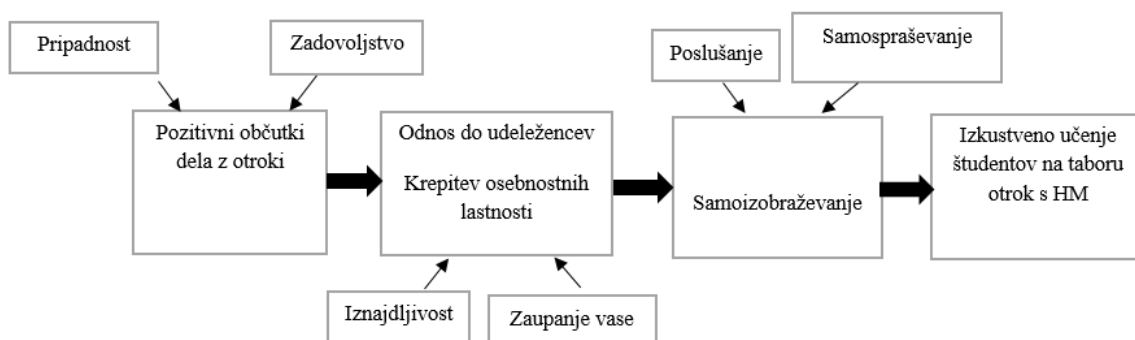 Pripadnost
Zadovoljstvo
Poslušanje
Samospraševanje
Pozitivni občutki
dela z otroki
Odnos do udeležencev
Krepitev osebnostnih
lastnosti
Samoizobraževanje
Izkustveno učenje
študentov na taboru
otrok s HM
Iznajdljivost
Zaupanje vase